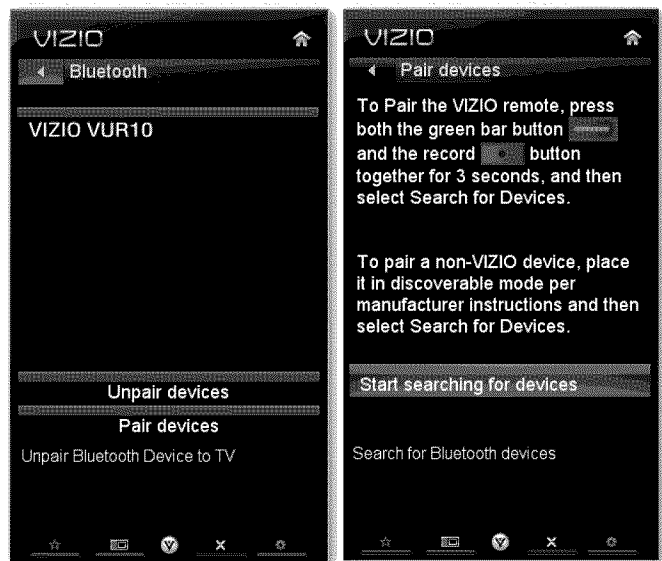 VIZIO
Bluetooth
VIZIO VUR10
Unpair devices
Pair devices
Unpair Bluetooth Device to TV
VIZIO
Pair devices
To Pair the VIZIO remote, press
both the green bar button
and the record button
together for 3 seconds, and then
select Search for Devices.
To pair a non-VIZIO device, place
it in discoverable mode per
manufacturer instructions and then
select Search for Devices.
Start searching for devices
Search for Bluetooth devices